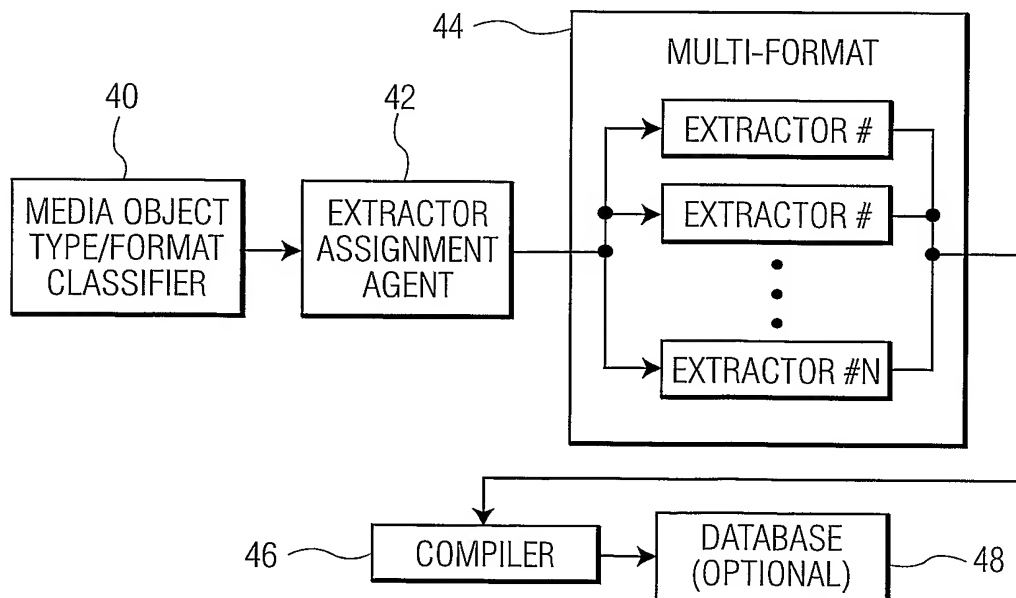 44
MULTI-FORMAT
40
42
EXTRACTOR #
MEDIA OBJECT
TYPE/FORMAT
CLASSIFIER
EXTRACTOR
ASSIGNMENT
AGENT
EXTRACTOR #
EXTRACTOR #N
46
COMPILER
DATABASE
(OPTIONAL)
48